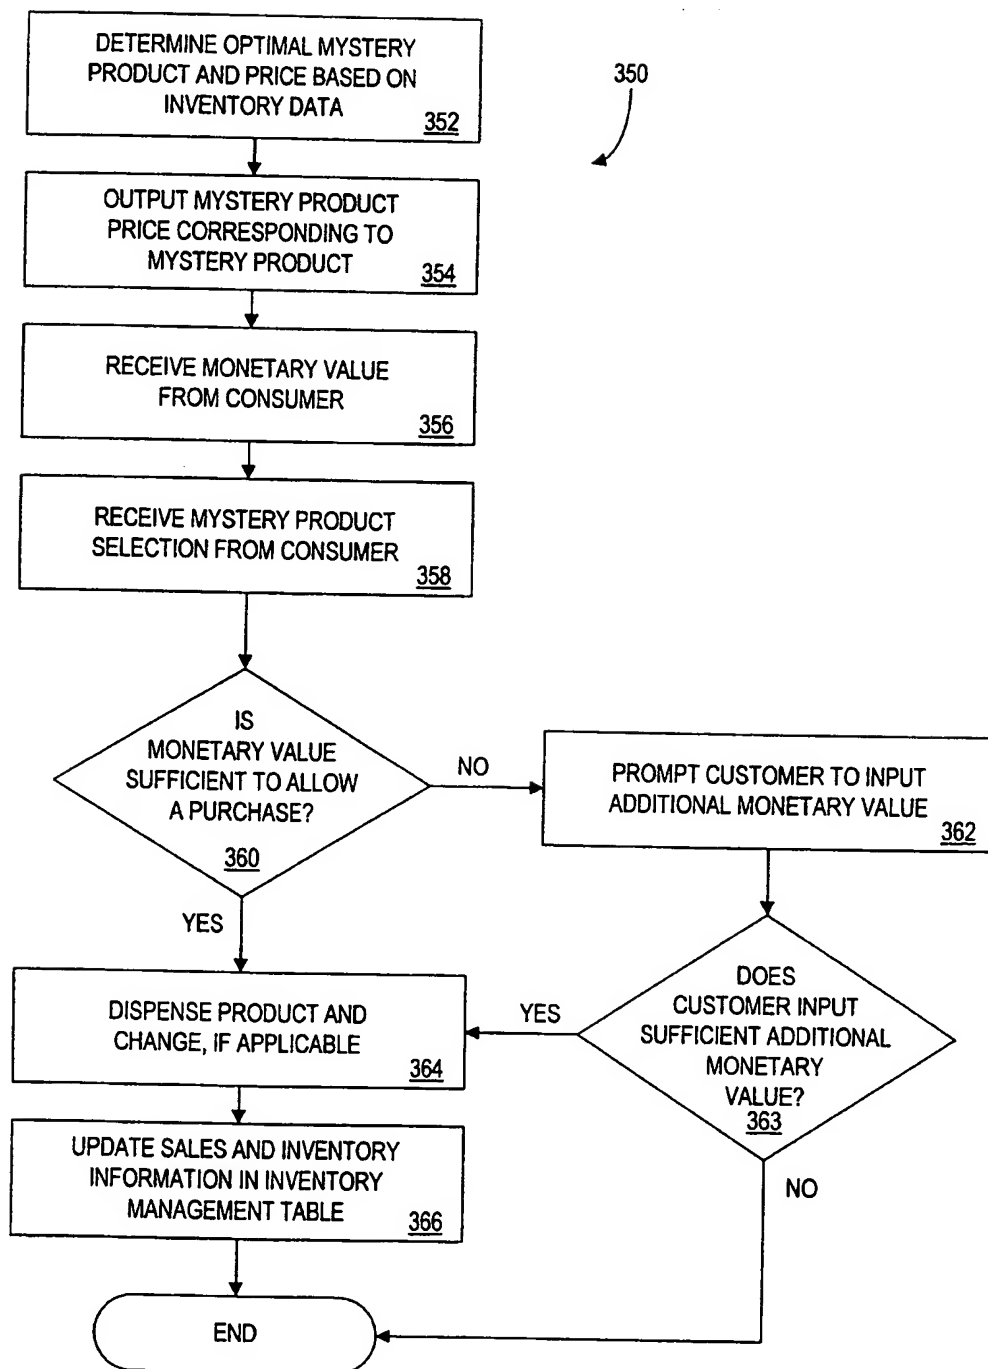 DETERMINE OPTIMAL MYSTERY
PRODUCT AND PRICE BASED ON
INVENTORY DATA
352
350
OUTPUT MYSTERY PRODUCT
PRICE CORRESPONDING TO
MYSTERY PRODUCT
354
RECEIVE MONETARY VALUE
FROM CONSUMER
356
RECEIVE MYSTERY PRODUCT
SELECTION FROM CONSUMER
358
IS
MONETARY VALUE
SUFFICIENT TO ALLOW
A PURCHASE?
360
NO
PROMPT CUSTOMER TO INPUT
ADDITIONAL MONETARY VALUE
362
YES
DOES
CUSTOMER INPUT
SUFFICIENT ADDITIONAL
MONETARY
VALUE?
363
YES
NO
DISPENSE PRODUCT AND
CHANGE, IF APPLICABLE
364
UPDATE SALES AND INVENTORY
INFORMATION IN INVENTORY
MANAGEMENT TABLE
366
END